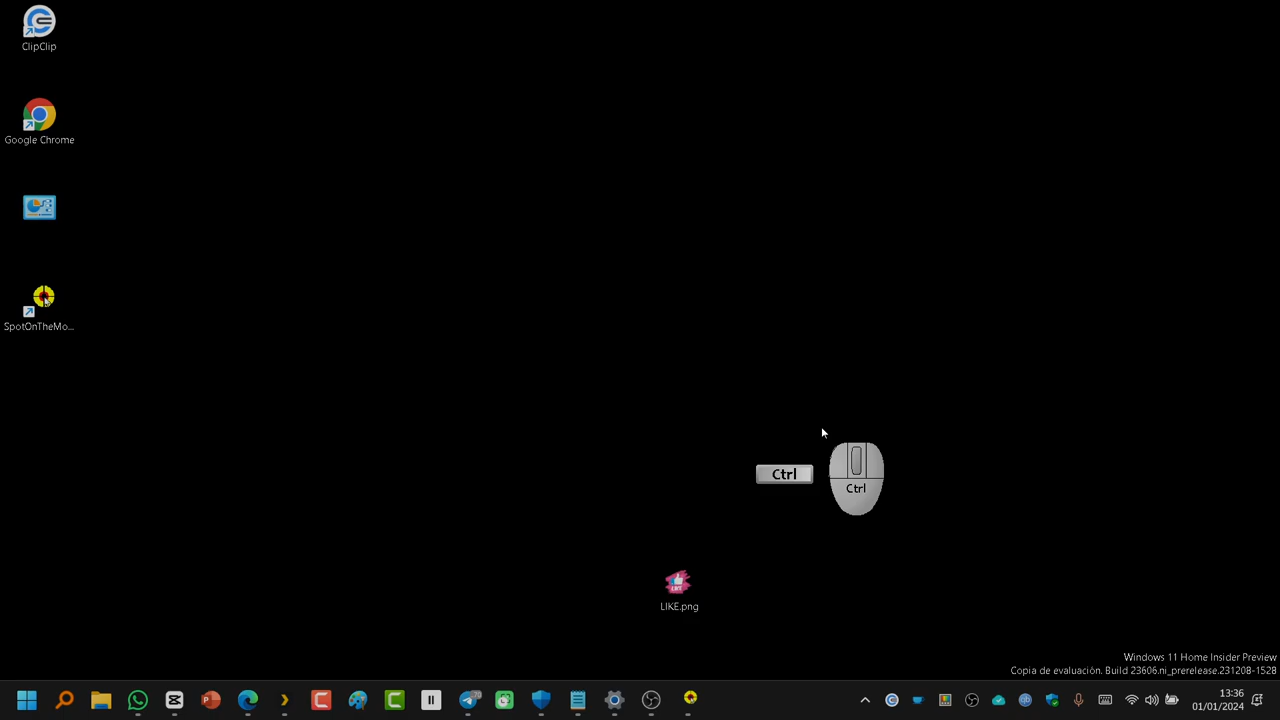 ClipClip
Google Chrome
SpotOnTheMo...
Ctrl
Ctrl
LIKE
LIKE.png
Windows 11 Home Insider Preview
Copia de evaluación. Build 23606.ni_prerelease.231208-1528
13:36
01/01/2024